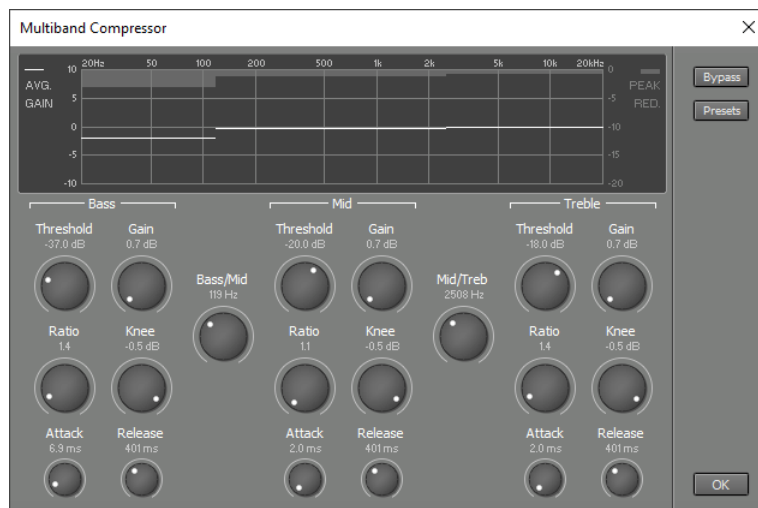 Multiband Compressor
20Hz 50 100 200 500 1k 2k 5k 10k 20kHz
AVG. GAIN
10
5
0
-5
-10
PEAK RED.
0
-5
-10
-15
-20
Bypass
Presets
Bass
Threshold Gain
-37.0 dB 0.7 dB
Ratio Knee
1.4 -0.5 dB
Attack Release
6.9 ms 401 ms
Bass/Mid
119 Hz
Mid
Threshold Gain
-20.0 dB 0.7 dB
Ratio Knee
1.1 -0.5 dB
Attack Release
2.0 ms 401 ms
Mid/Treb
2508 Hz
Treble
Threshold Gain
-18.0 dB 0.7 dB
Ratio Knee
1.4 -0.5 dB
Attack Release
2.0 ms 401 ms
OK